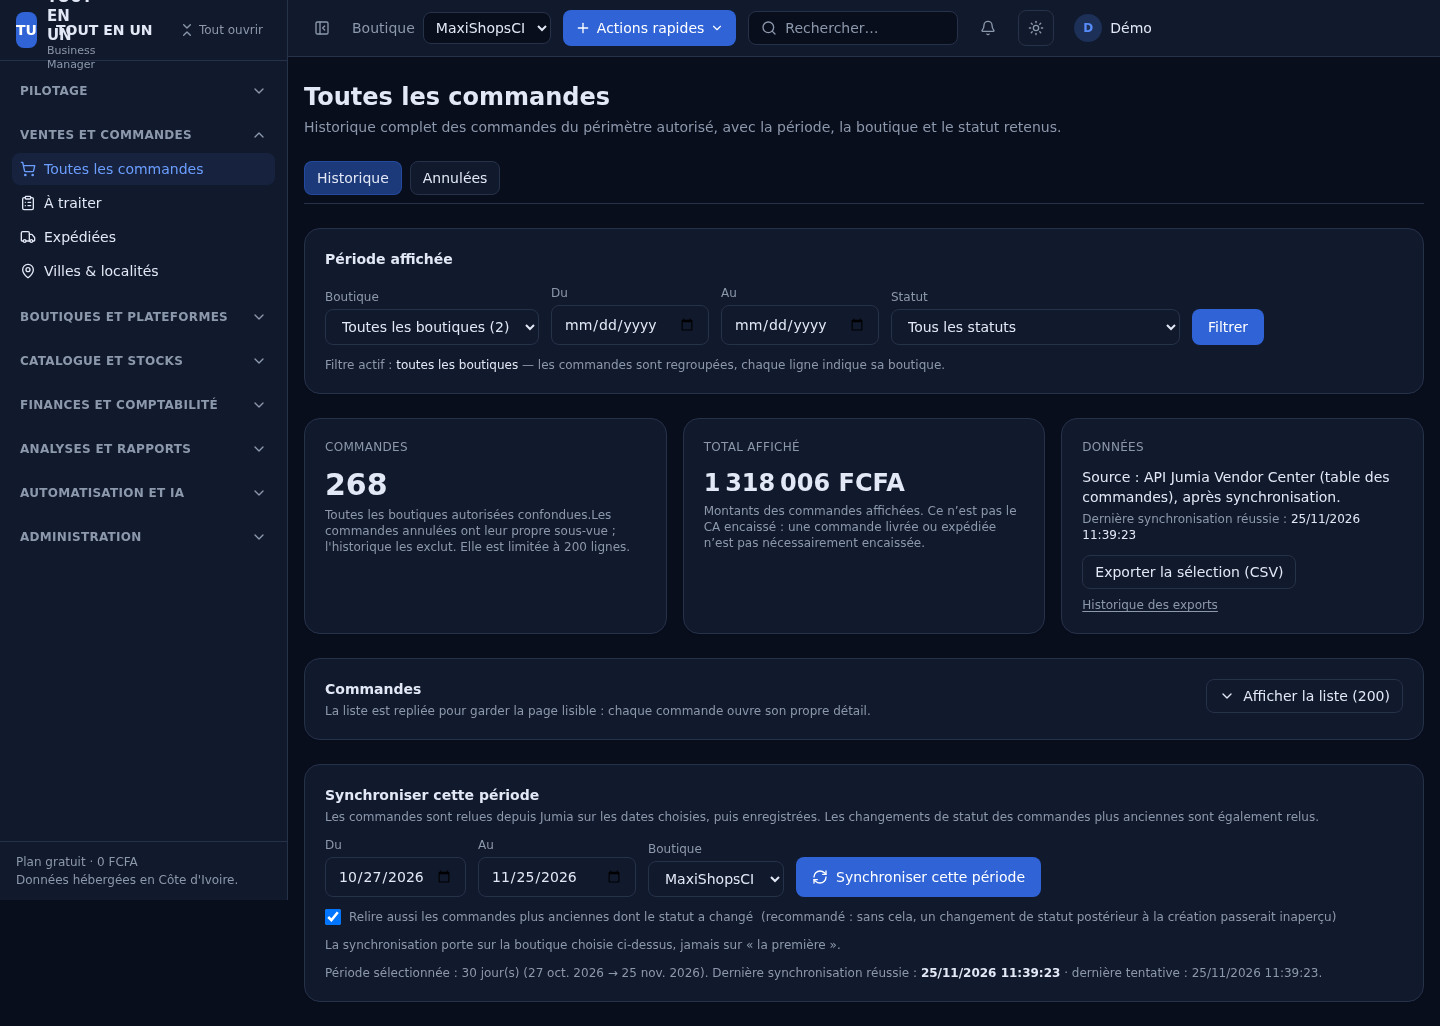 TU
TOUT
EN
UN
TOUT EN UN
Business
Manager
Tout ouvrir
PILOTAGE
VENTES ET COMMANDES
Toutes les commandes
À traiter
Expédiées
Villes & localités
BOUTIQUES ET PLATEFORMES
CATALOGUE ET STOCKS
FINANCES ET COMPTABILITÉ
ANALYSES ET RAPPORTS
AUTOMATISATION ET IA
ADMINISTRATION
Plan gratuit · 0 FCFA
Données hébergées en Côte d'Ivoire.
Boutique MaxiShopsCI Actions rapides Rechercher… D Démo
Toutes les commandes
Historique complet des commandes du périmètre autorisé, avec la période, la boutique et le statut retenus.
Historique Annulées
Période affichée
Boutique Du Au Statut
Toutes les boutiques (2) mm/dd/yyyy mm/dd/yyyy Tous les statuts Filtrer
Filtre actif : toutes les boutiques — les commandes sont regroupées, chaque ligne indique sa boutique.
COMMANDES
268
Toutes les boutiques autorisées confondues.Les
commandes annulées ont leur propre sous-vue ;
l'historique les exclut. Elle est limitée à 200 lignes.
TOTAL AFFICHÉ
1 318 006 FCFA
Montants des commandes affichées. Ce n’est pas le
CA encaissé : une commande livrée ou expédiée
n’est pas nécessairement encaissée.
DONNÉES
Source : API Jumia Vendor Center (table des
commandes), après synchronisation.
Dernière synchronisation réussie : 25/11/2026
11:39:23
Exporter la sélection (CSV)
Historique des exports
Commandes
La liste est repliée pour garder la page lisible : chaque commande ouvre son propre détail.
Afficher la liste (200)
Synchroniser cette période
Les commandes sont relues depuis Jumia sur les dates choisies, puis enregistrées. Les changements de statut des commandes plus anciennes sont également relus.
Du Au Boutique
10/27/2026 11/25/2026 MaxiShopsCI Synchroniser cette période
Relire aussi les commandes plus anciennes dont le statut a changé (recommandé : sans cela, un changement de statut postérieur à la création passerait inaperçu)
La synchronisation porte sur la boutique choisie ci-dessus, jamais sur « la première ».
Période sélectionnée : 30 jour(s) (27 oct. 2026 → 25 nov. 2026). Dernière synchronisation réussie : 25/11/2026 11:39:23 · dernière tentative : 25/11/2026 11:39:23.